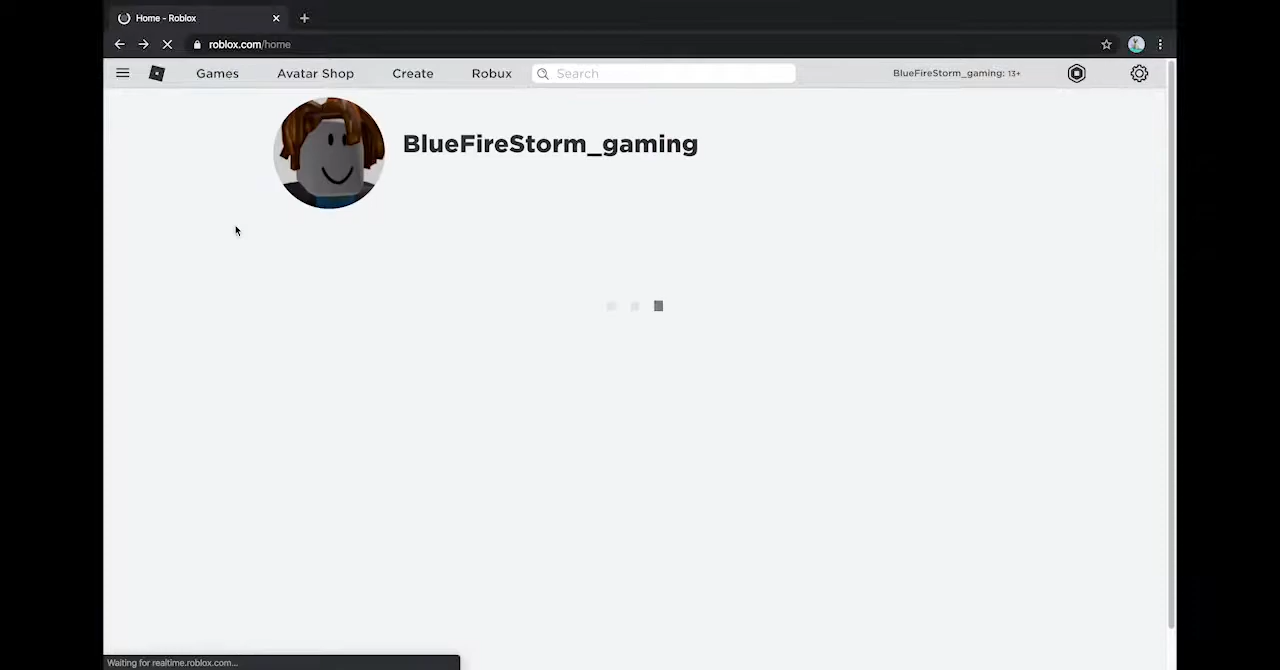 Home - Roblox
roblox.com/home
Games Avatar Shop Create Robux Search BlueFireStorm_gaming: 13+
BlueFireStorm_gaming
Waiting for realtime.roblox.com...